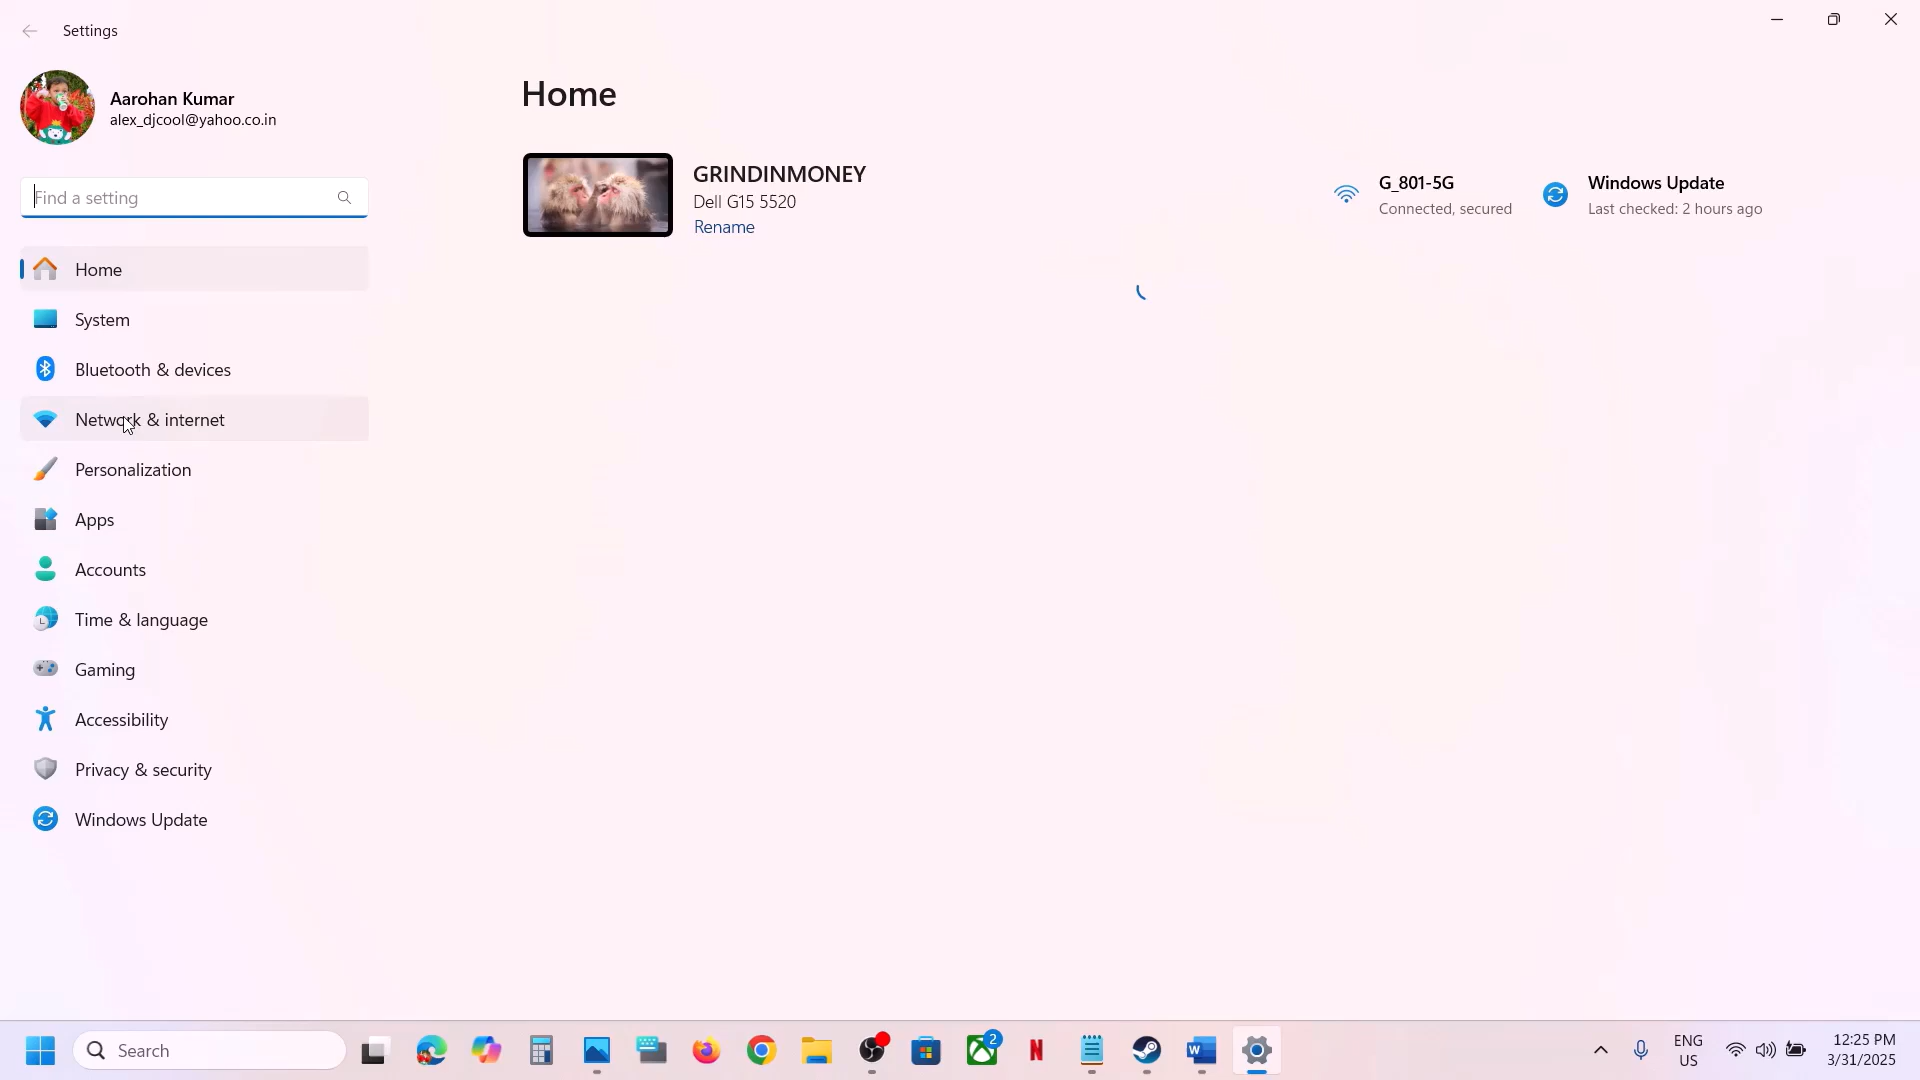 Settings
Aarohan Kumar
alex_djcool@yahoo.co.in
Find a setting
Home
System
Bluetooth & devices
Network & internet
Personalization
Apps
Accounts
Time & language
Gaming
Accessibility
Privacy & security
Windows Update
Home
GRINDINMONEY
Dell G15 5520
Rename
G_801-5G
Connected, secured
Windows Update
Last checked: 2 hours ago
Search
2
ENG
US
12:25 PM
3/31/2025